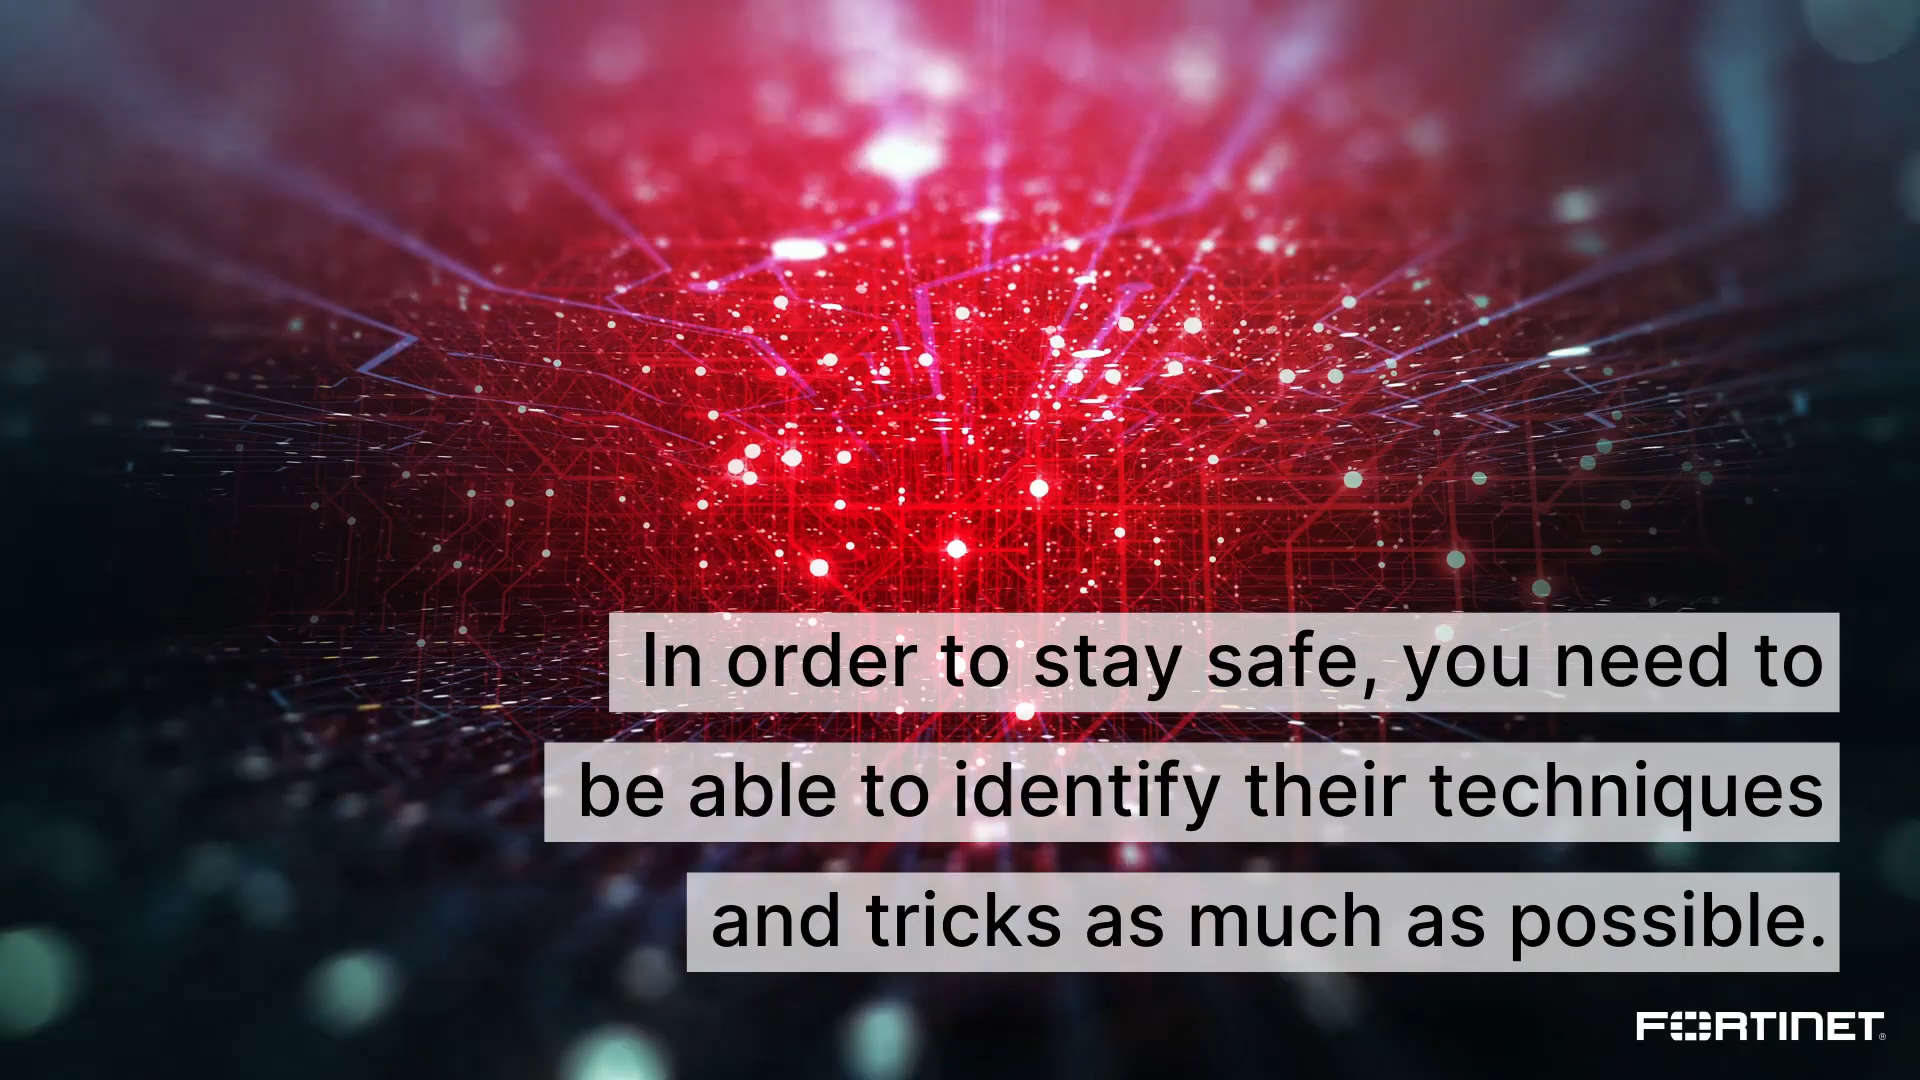 In order to stay safe, you need to
be able to identify their techniques
and tricks as much as possible.
FORTINET®